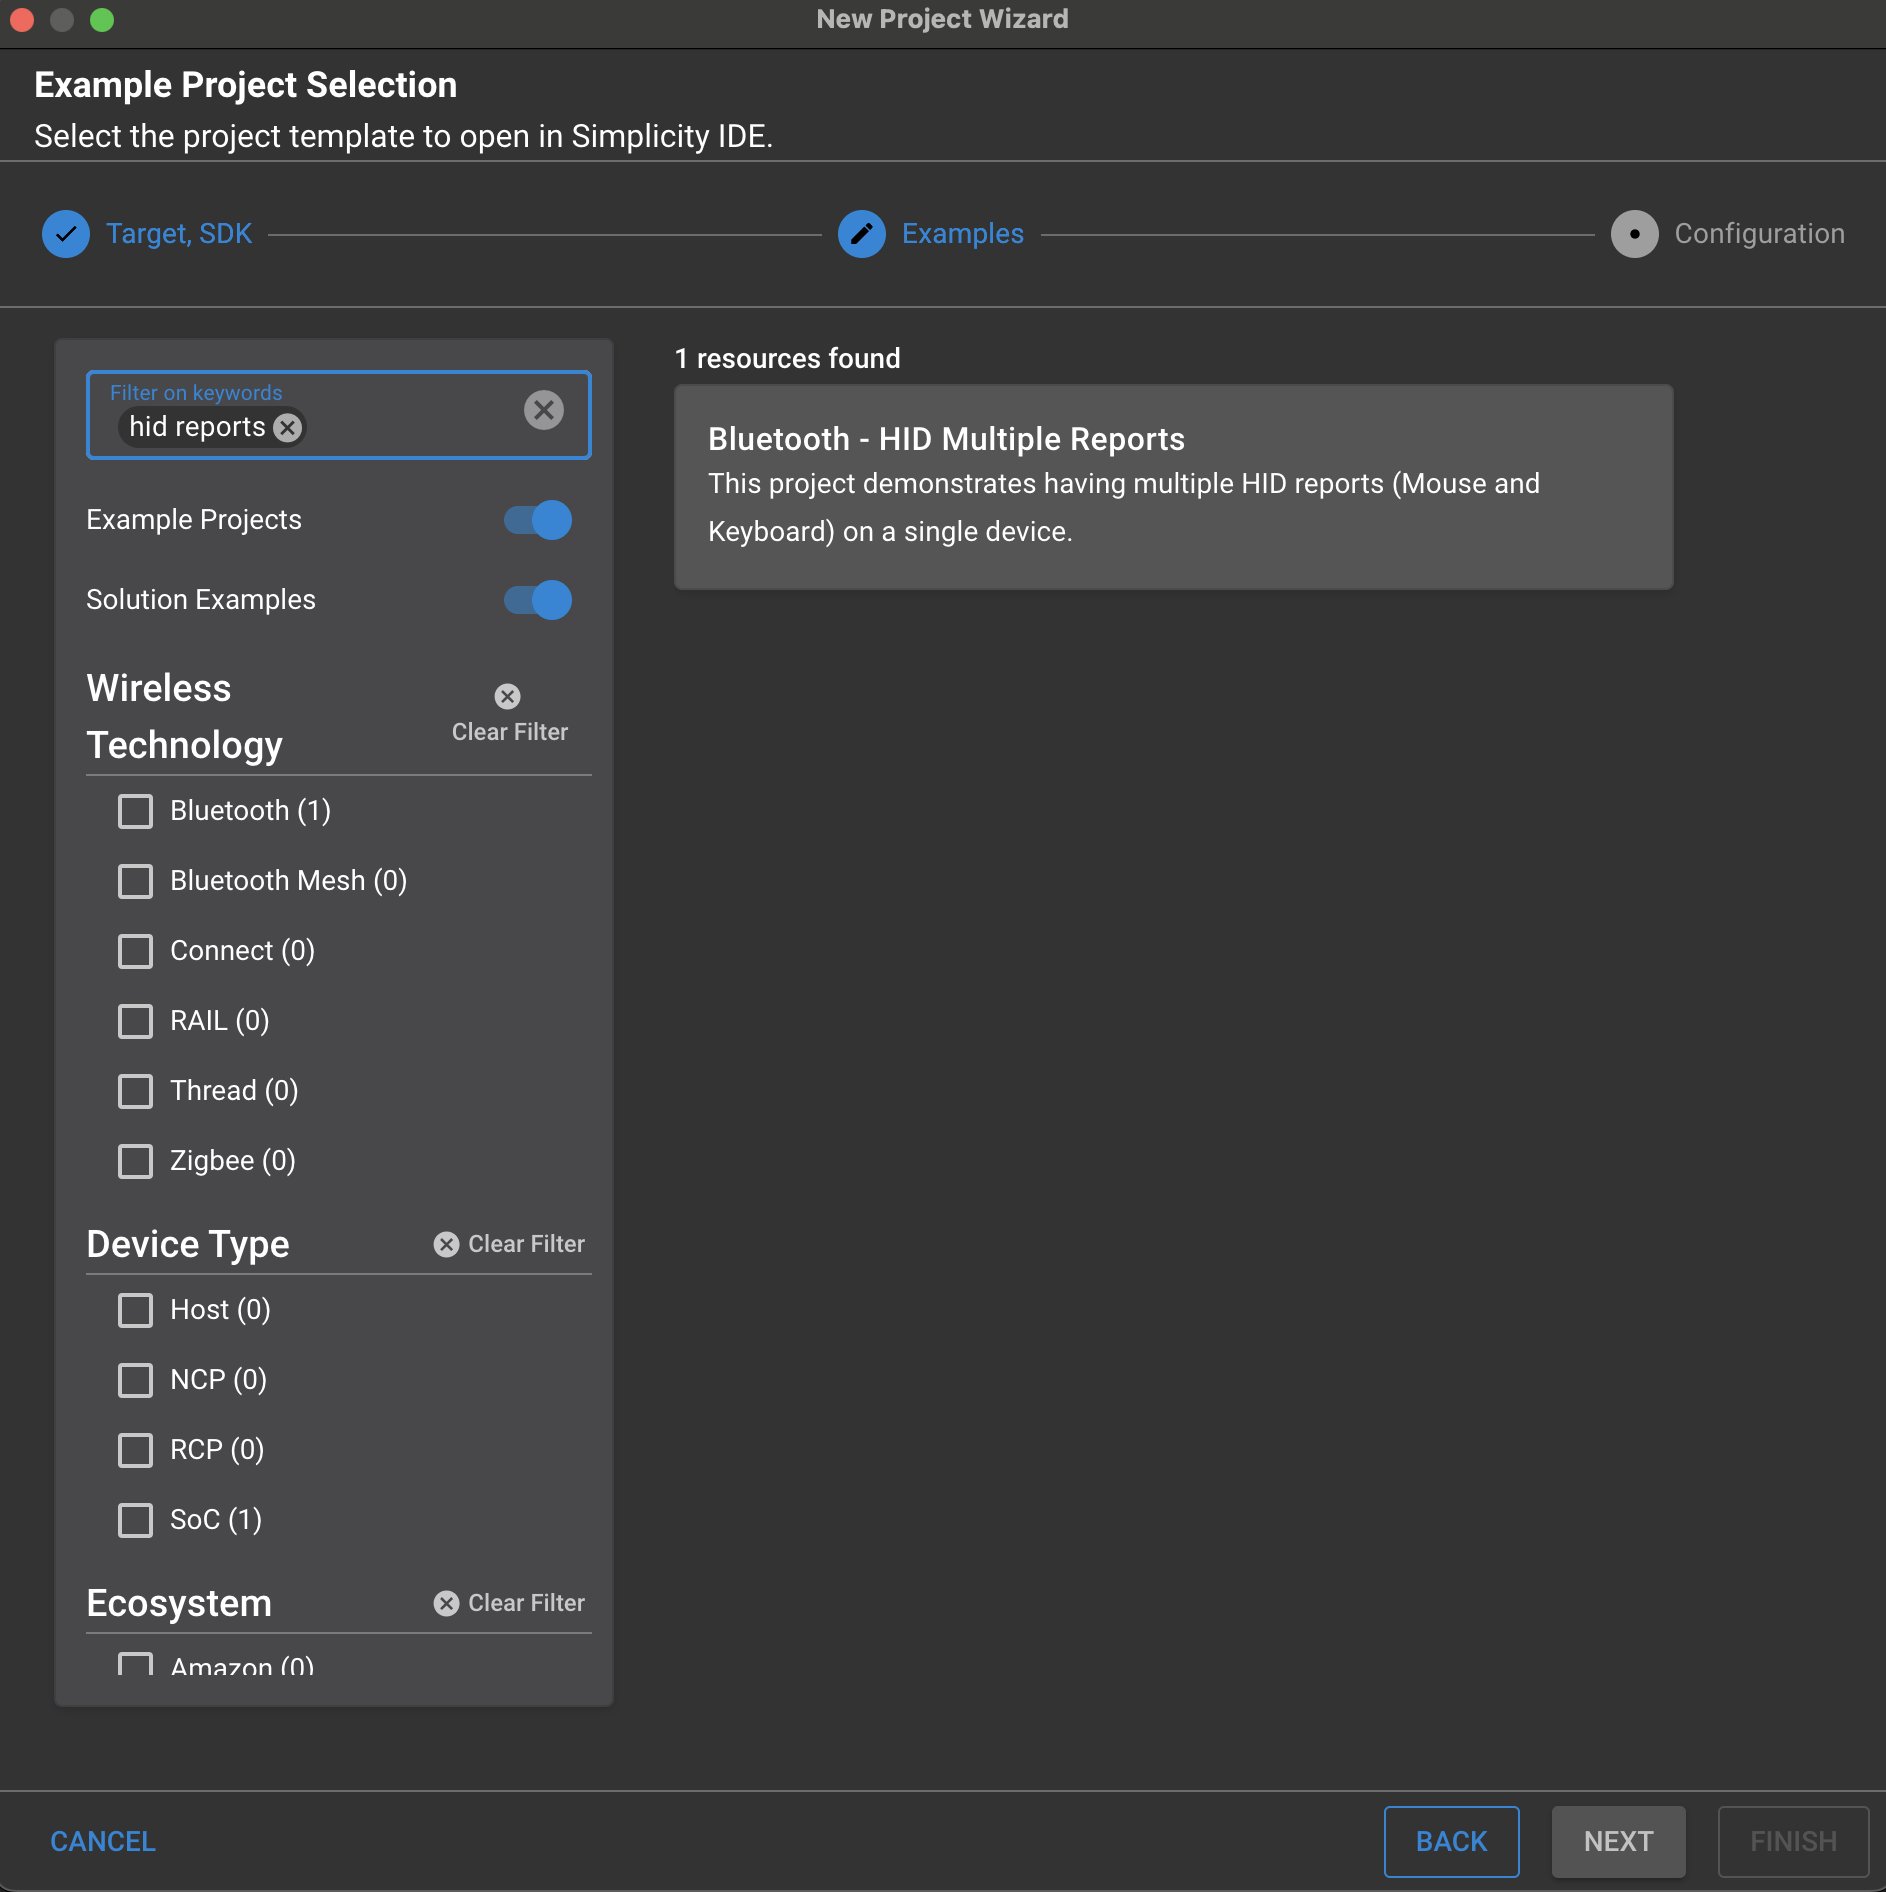 New Project Wizard
Example Project Selection
Select the project template to open in Simplicity IDE.
Target, SDK
Examples
Configuration
Filter on keywords
hid reports
Example Projects
Solution Examples
Wireless
Technology
Clear Filter
Bluetooth (1)
Bluetooth Mesh (0)
Connect (0)
RAIL (0)
Thread (0)
Zigbee (0)
Device Type
Clear Filter
Host (0)
NCP (0)
RCP (0)
SoC (1)
Ecosystem
Clear Filter
Amazon (0)
1 resources found
Bluetooth - HID Multiple Reports
This project demonstrates having multiple HID reports (Mouse and
Keyboard) on a single device.
CANCEL
BACK
NEXT
FINISH